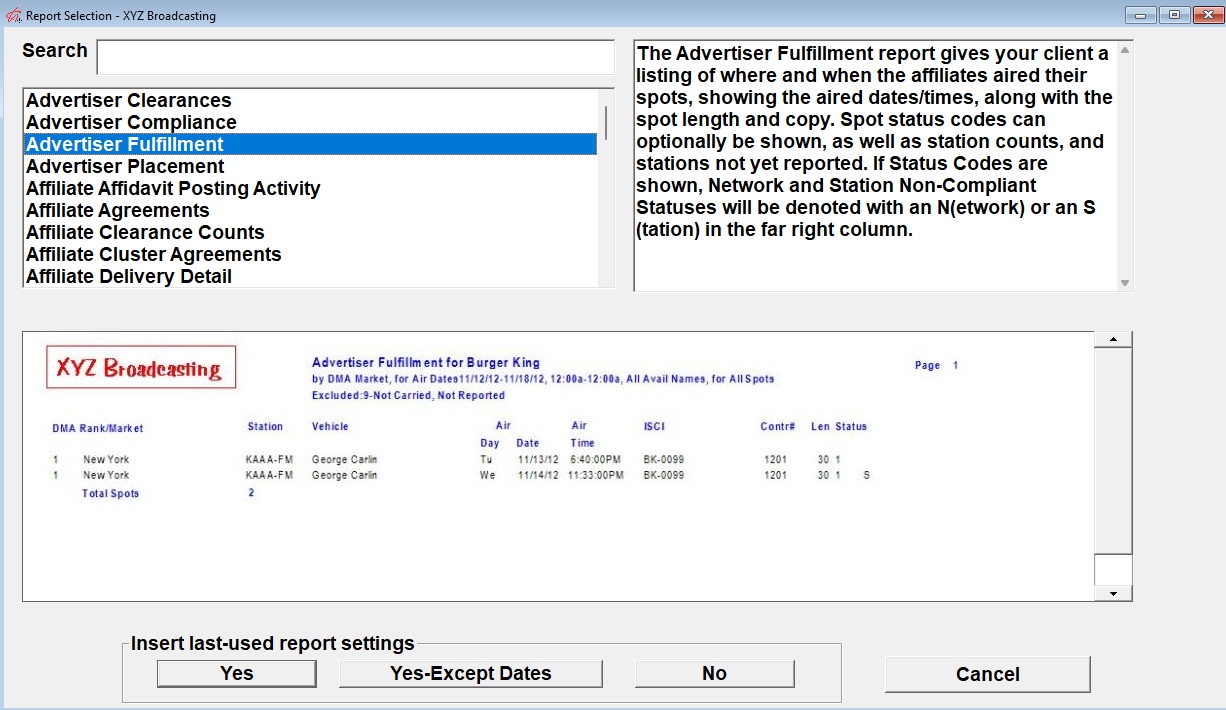 Report Selection - XYZ Broadcasting
Search
Advertiser Clearances
Advertiser Compliance
Advertiser Fulfillment
Advertiser Placement
Affiliate Affidavit Posting Activity
Affiliate Agreements
Affiliate Clearance Counts
Affiliate Cluster Agreements
Affiliate Delivery Detail
The Advertiser Fulfillment report gives your client a
listing of where and when the affiliates aired their
spots, showing the aired dates/times, along with the
spot length and copy. Spot status codes can
optionally be shown, as well as station counts, and
stations not yet reported. If Status Codes are
shown, Network and Station Non-Compliant
Statuses will be denoted with an N(etwork) or an S
(tation) in the far right column.
XYZ Broadcasting
Advertiser Fulfillment for Burger King
by DMA Market, for Air Dates11/12/12-11/18/12, 12:00a-12:00a, All Avail Names, for All Spots
Excluded:9-Not Carried, Not Reported
Page 1
DMA Rank/Market Station Vehicle Air Air ISCI Contr# Len Status
Day Date Time
1 New York KAAA-FM George Carlin Tu 11/13/12 6:40:00PM BK-0099 1201 30 1
1 New York KAAA-FM George Carlin We 11/14/12 11:33:00PM BK-0099 1201 30 1 S
Total Spots 2
Insert last-used report settings
Yes Yes-Except Dates No Cancel